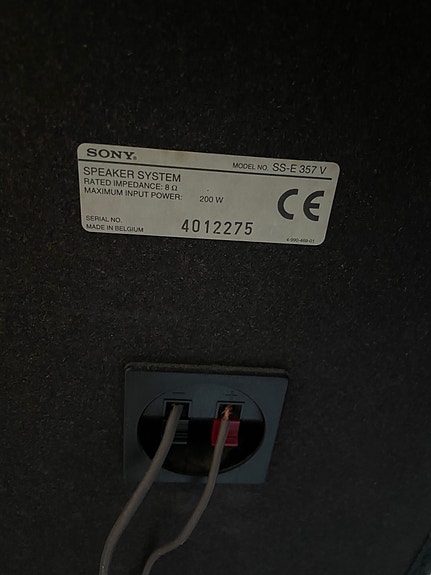 SONY®
MODEL NO. SS-E 357 V
SPEAKER SYSTEM
RATED IMPEDANCE: 8 Ω
MAXIMUM INPUT POWER: 200 W
CE
SERIAL NO. 4012275
MADE IN BELGIUM